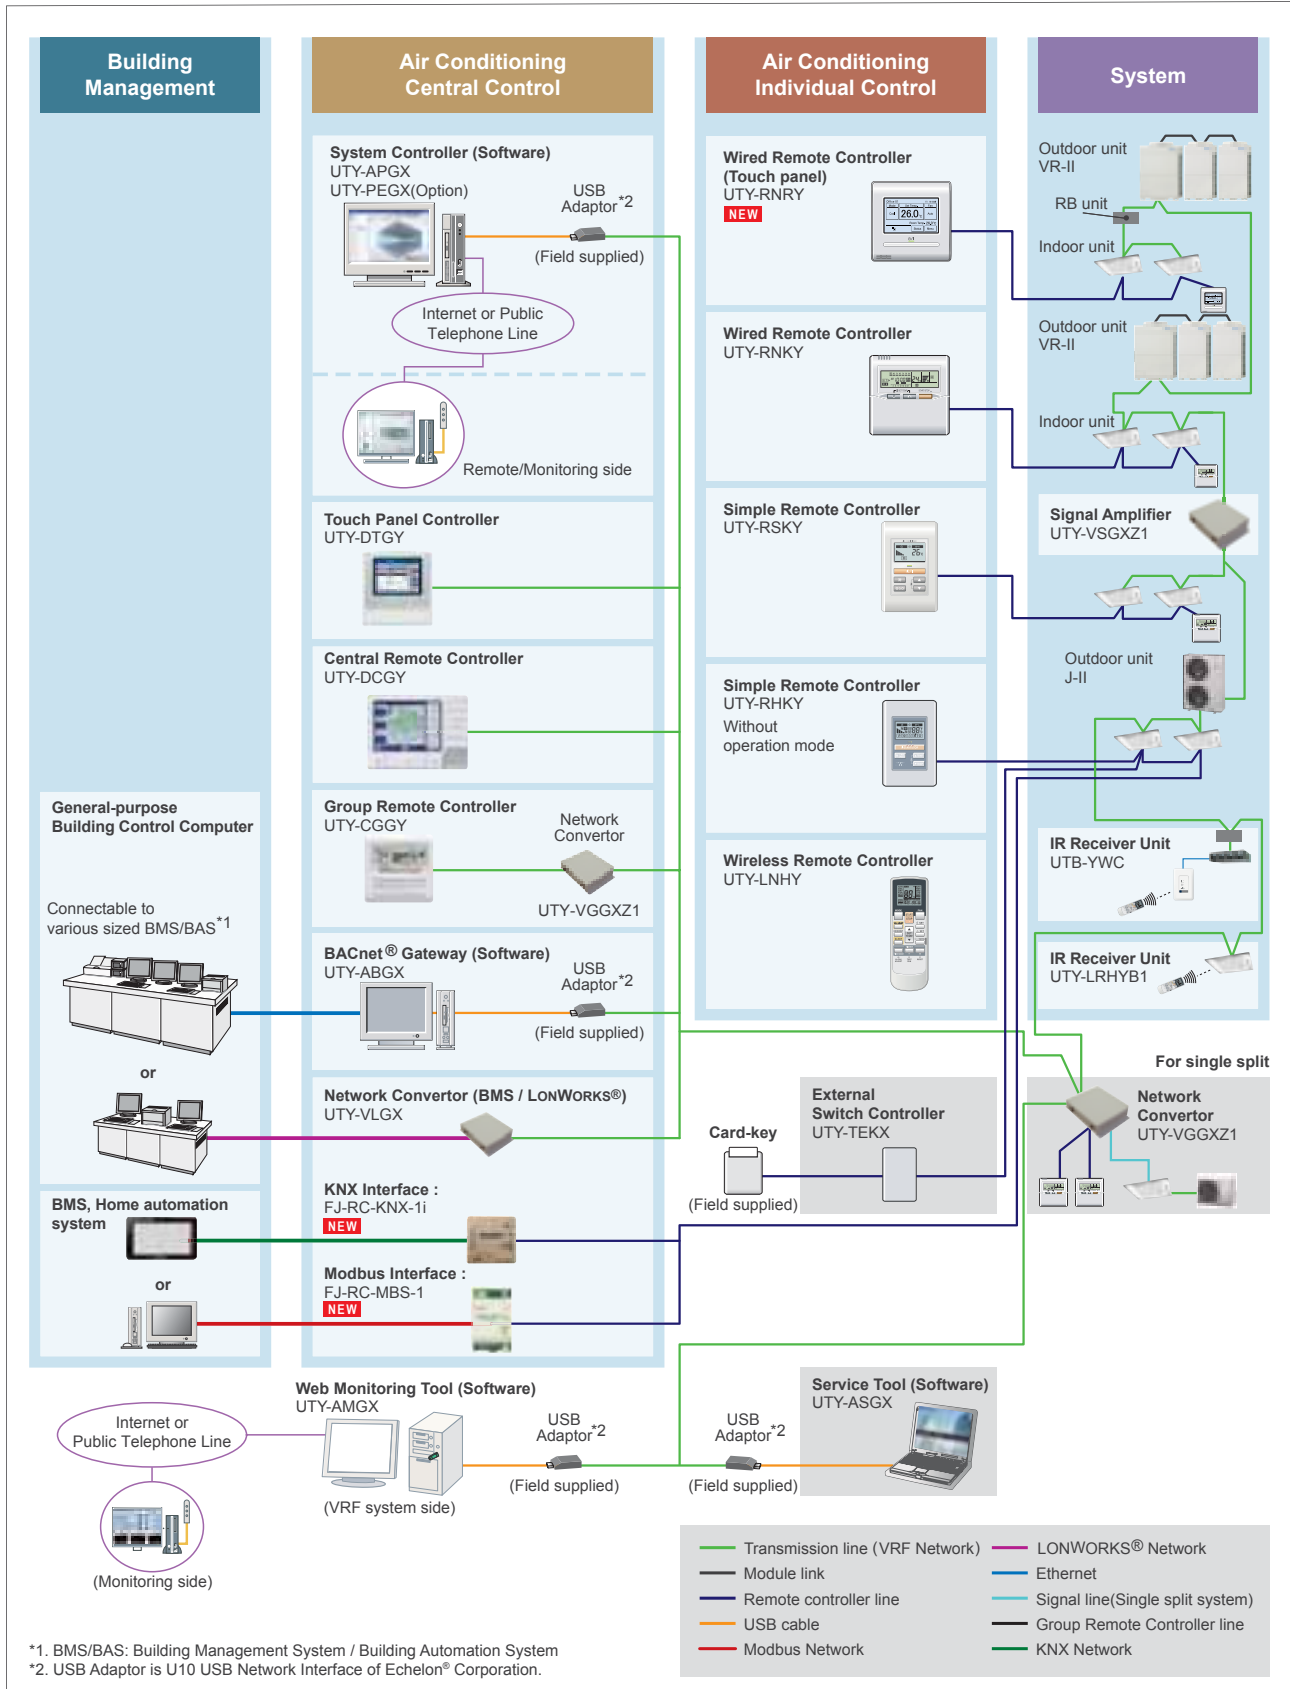 Building
Management
Air Conditioning
Central Control
Air Conditioning
Individual Control
System
System Controller (Software)
UTY-APGX
UTY-PEGX(Option)
USB
Adaptor*2
(Field supplied)
Internet or Public
Telephone Line
Remote/Monitoring side
Touch Panel Controller
UTY-DTGY
Central Remote Controller
UTY-DCGY
Group Remote Controller
UTY-CGGY
Network
Convertor
UTY-VGGXZ1
BACnet® Gateway (Software)
UTY-ABGX
USB
Adaptor*2
(Field supplied)
Network Convertor (BMS / LONWORKS®)
UTY-VLGX
KNX Interface :
FJ-RC-KNX-1i
NEW
Modbus Interface :
FJ-RC-MBS-1
NEW
General-purpose
Building Control Computer
Connectable to
various sized BMS/BAS*1
or
BMS, Home automation
system
or
Wired Remote Controller
(Touch panel)
UTY-RNRY
NEW
26.0
Wired Remote Controller
UTY-RNKY
Simple Remote Controller
UTY-RSKY
Simple Remote Controller
UTY-RHKY
Without
operation mode
Wireless Remote Controller
UTY-LNHY
Outdoor unit
VR-II
RB unit
Indoor unit
Outdoor unit
VR-II
Indoor unit
Signal Amplifier
UTY-VSGXZ1
Outdoor unit
J-II
IR Receiver Unit
UTB-YWC
IR Receiver Unit
UTY-LRHYB1
For single split
Network
Convertor
UTY-VGGXZ1
Card-key
(Field supplied)
External
Switch Controller
UTY-TEKX
Web Monitoring Tool (Software)
UTY-AMGX
(VRF system side)
Internet or
Public Telephone Line
(Monitoring side)
USB
Adaptor*2
(Field supplied)
USB
Adaptor*2
(Field supplied)
Service Tool (Software)
UTY-ASGX
Transmission line (VRF Network)
Module link
Remote controller line
USB cable
Modbus Network
LONWORKS® Network
Ethernet
Signal line(Single split system)
Group Remote Controller line
KNX Network
*1. BMS/BAS: Building Management System / Building Automation System
*2. USB Adaptor is U10 USB Network Interface of Echelon® Corporation.